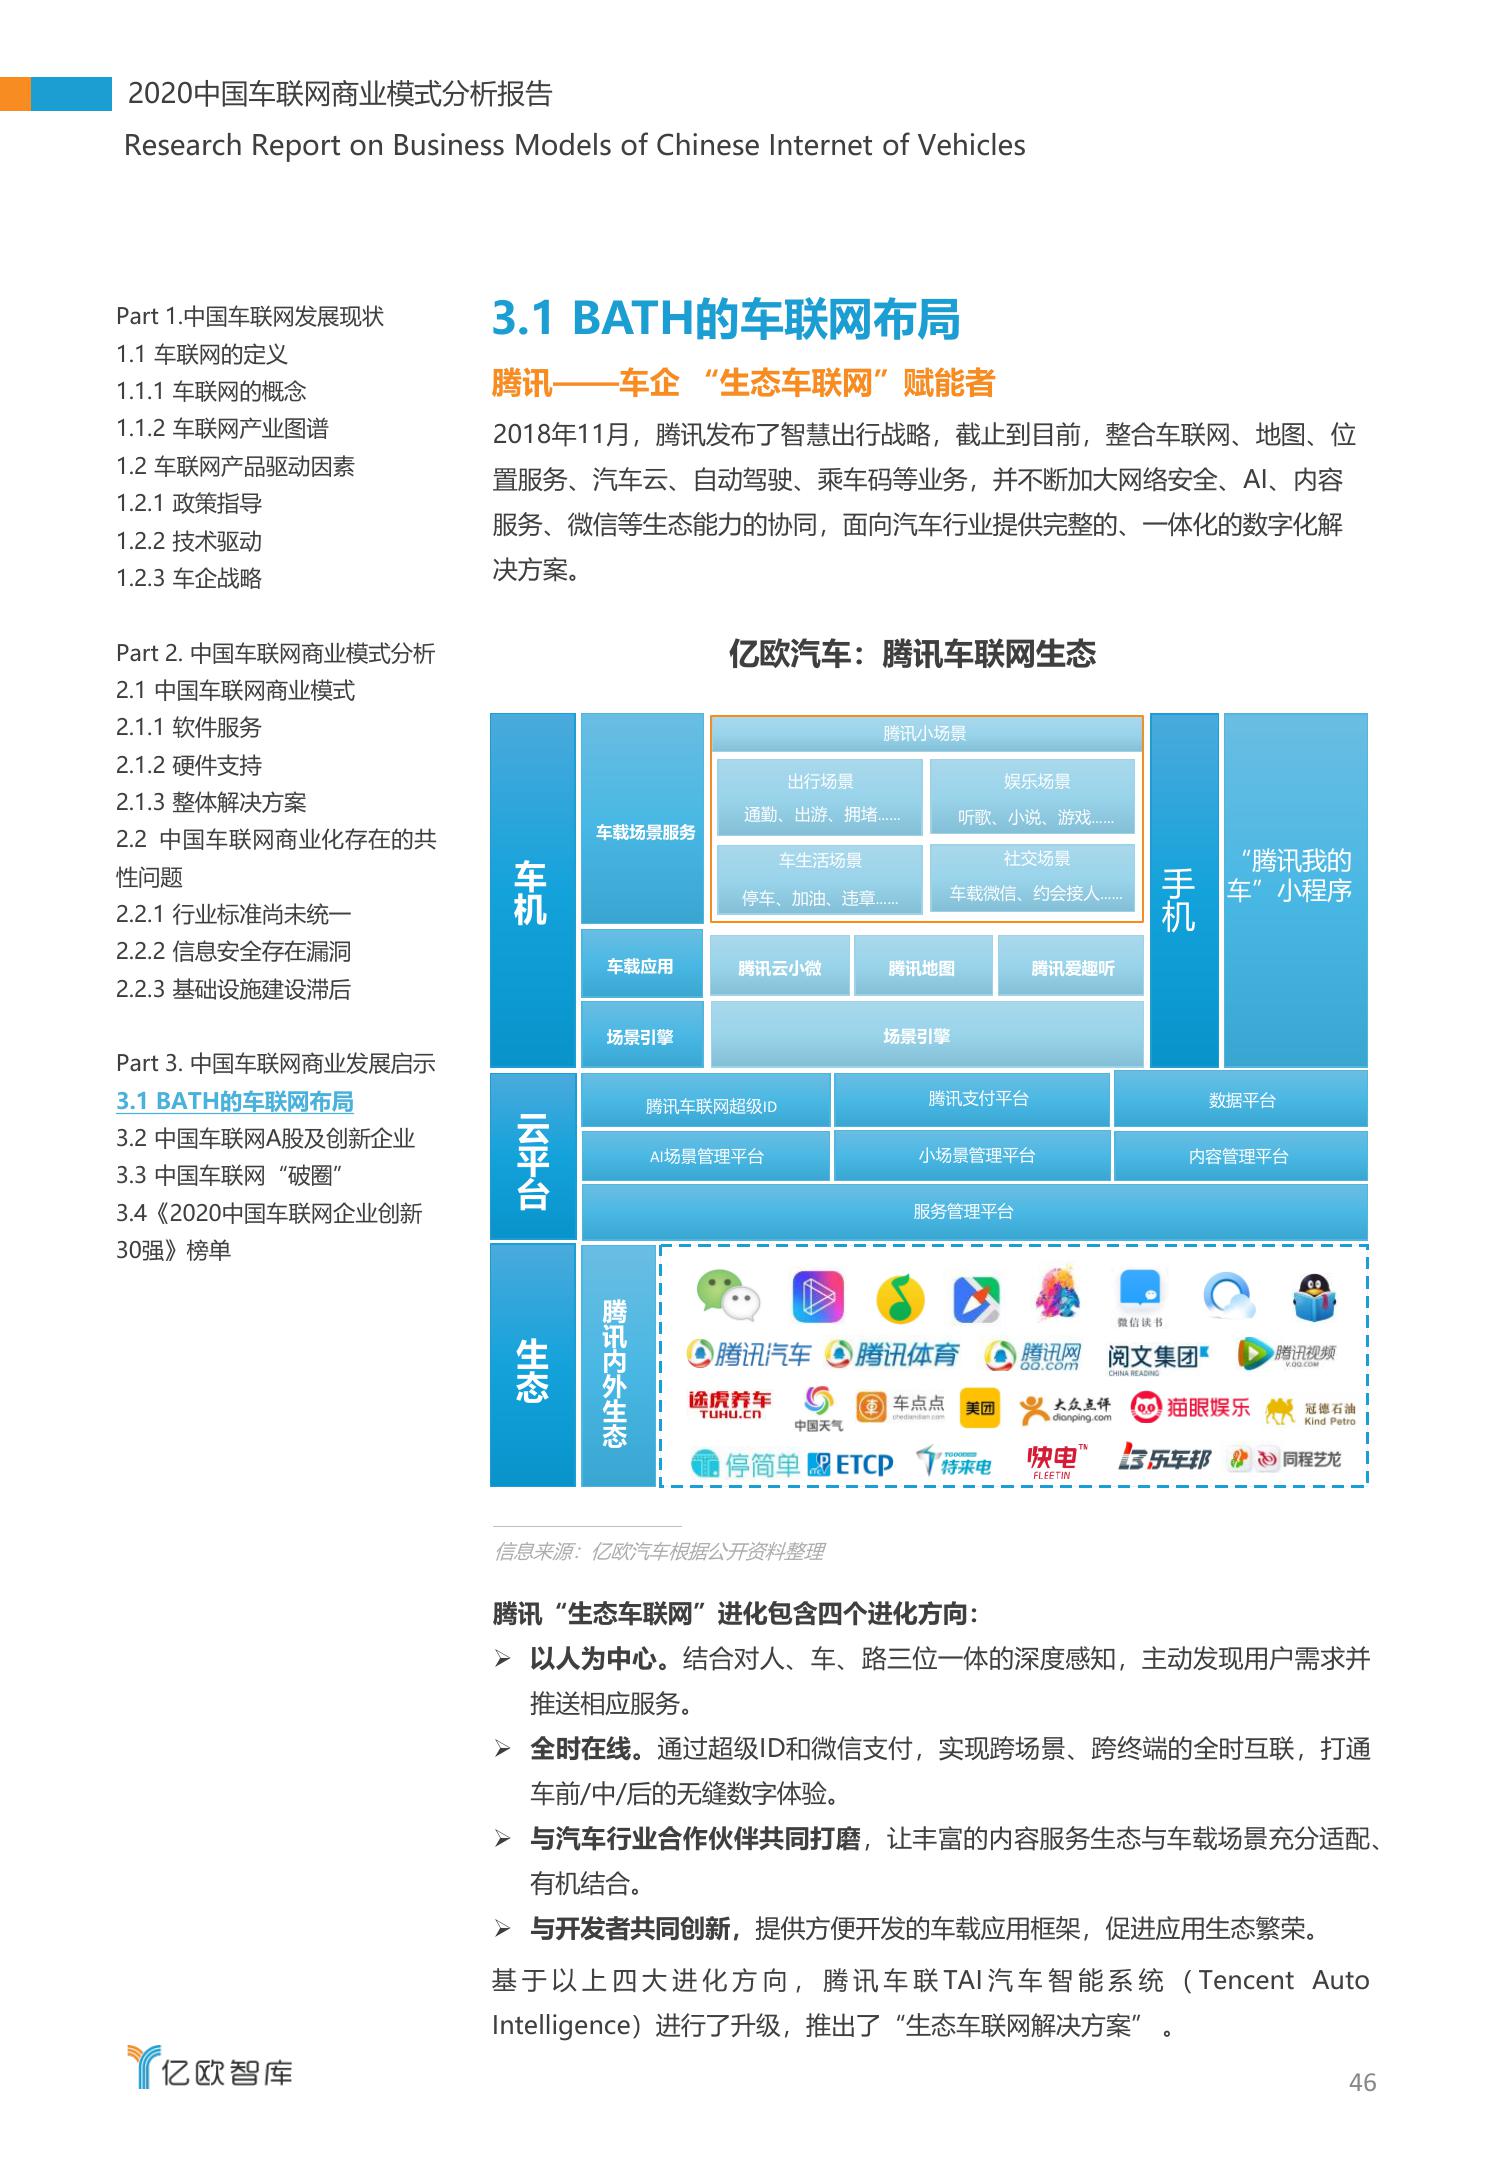 2020中国车联网商业模式分析报告
Research Report on Business Models of Chinese Internet of Vehicles
Part 1.中国车联网发展现状
1.1 车联网的定义
1.1.1 车联网的概念
1.1.2 车联网产业图谱
1.2 车联网产品驱动因素
1.2.1 政策指导
1.2.2 技术驱动
1.2.3 车企战略
Part 2. 中国车联网商业模式分析
2.1 中国车联网商业模式
2.1.1 软件服务
2.1.2 硬件支持
2.1.3 整体解决方案
2.2 中国车联网商业化存在的共
性问题
2.2.1 行业标准尚未统一
2.2.2 信息安全存在漏洞
2.2.3 基础设施建设滞后
Part 3. 中国车联网商业发展启示
3.1 BATH的车联网布局
3.2 中国车联网A股及创新企业
3.3 中国车联网“破圈”
3.4《2020中国车联网企业创新
30强》榜单
3.1 BATH的车联网布局
腾讯——车企 “生态车联网”赋能者
2018年11月，腾讯发布了智慧出行战略，截止到目前，整合车联网、地图、位
置服务、汽车云、自动驾驶、乘车码等业务，并不断加大网络安全、AI、内容
服务、微信等生态能力的协同，面向汽车行业提供完整的、一体化的数字化解
决方案。
亿欧汽车：腾讯车联网生态
车机
车载场景服务
腾讯小场景
出行场景
通勤、出游、拥堵……
娱乐场景
听歌、小说、游戏……
车生活场景
停车、加油、违章……
社交场景
车载微信、约会接人……
车载应用
腾讯云小微
腾讯地图
腾讯爱趣听
场景引擎
场景引擎
手机
“腾讯我的
车”小程序
云平台
腾讯车联网超级ID
腾讯支付平台
数据平台
AI场景管理平台
小场景管理平台
内容管理平台
服务管理平台
生态
腾讯内外生态
微信读书
腾讯汽车
腾讯体育
腾讯网
QQ.com
阅文集团
CHINA READING
腾讯视频
V.QQ.COM
途虎养车
TUHU.CN
中国天气
车点点
chediandian.com
美团
大众点评
dianping.com
猫眼娱乐
冠德石油
Kind Petro
停简单
ETCP
TGOOD
特来电
快电™
FLEETIN
乐车邦
同程艺龙
信息来源：亿欧汽车根据公开资料整理
腾讯“生态车联网”进化包含四个进化方向：
➢ 以人为中心。结合对人、车、路三位一体的深度感知，主动发现用户需求并
推送相应服务。
➢ 全时在线。通过超级ID和微信支付，实现跨场景、跨终端的全时互联，打通
车前/中/后的无缝数字体验。
➢ 与汽车行业合作伙伴共同打磨，让丰富的内容服务生态与车载场景充分适配、
有机结合。
➢ 与开发者共同创新，提供方便开发的车载应用框架，促进应用生态繁荣。
基于以上四大进化方向，腾讯车联TAI汽车智能系统（Tencent Auto
Intelligence）进行了升级，推出了“生态车联网解决方案” 。
亿欧智库
46